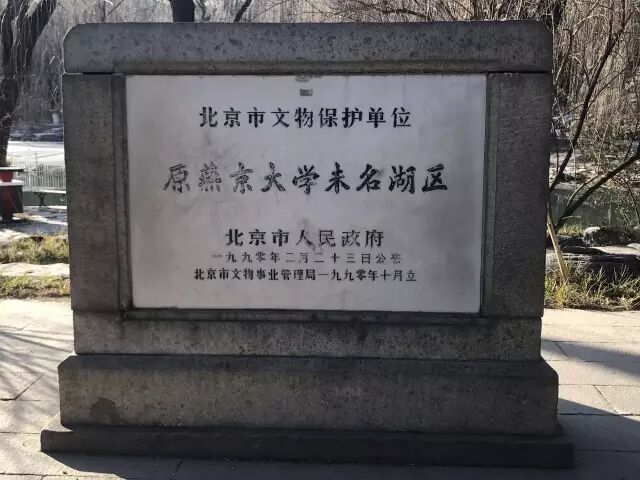 北京市文物保护单位
原燕京大学未名湖区
北京市人民政府
一九九零年二月二十三日公布
北京市文物事业管理局一九九零年十月立